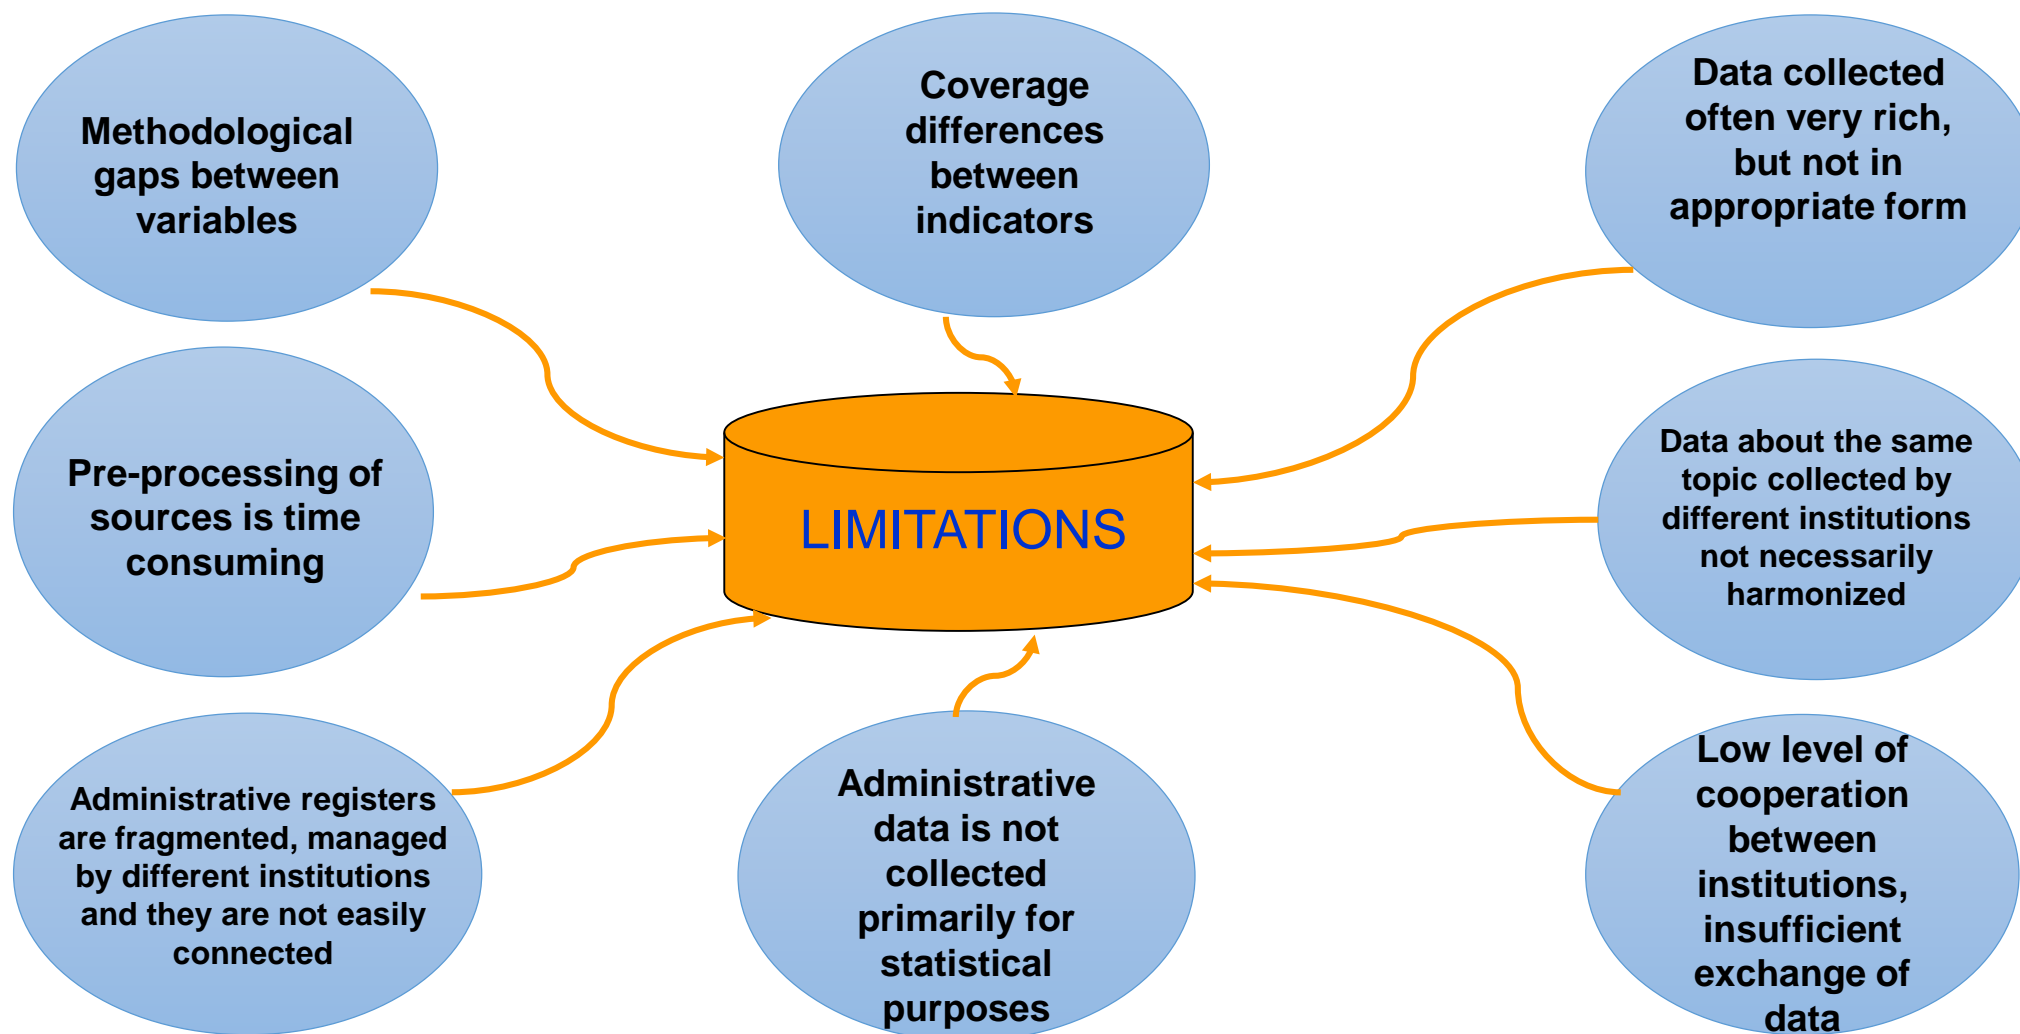 Methodological
gaps between
variables
Coverage
differences
between
indicators
Data collected
often very rich,
but not in
appropriate form
Pre-processing of
sources is time
consuming
LIMITATIONS
Data about the same
topic collected by
different institutions
not necessarily
harmonized
Administrative registers
are fragmented, managed
by different institutions
and they are not easily
connected
Administrative
data is not
collected
primarily for
statistical
purposes
Low level of
cooperation
between
institutions,
insufficient
exchange of
data